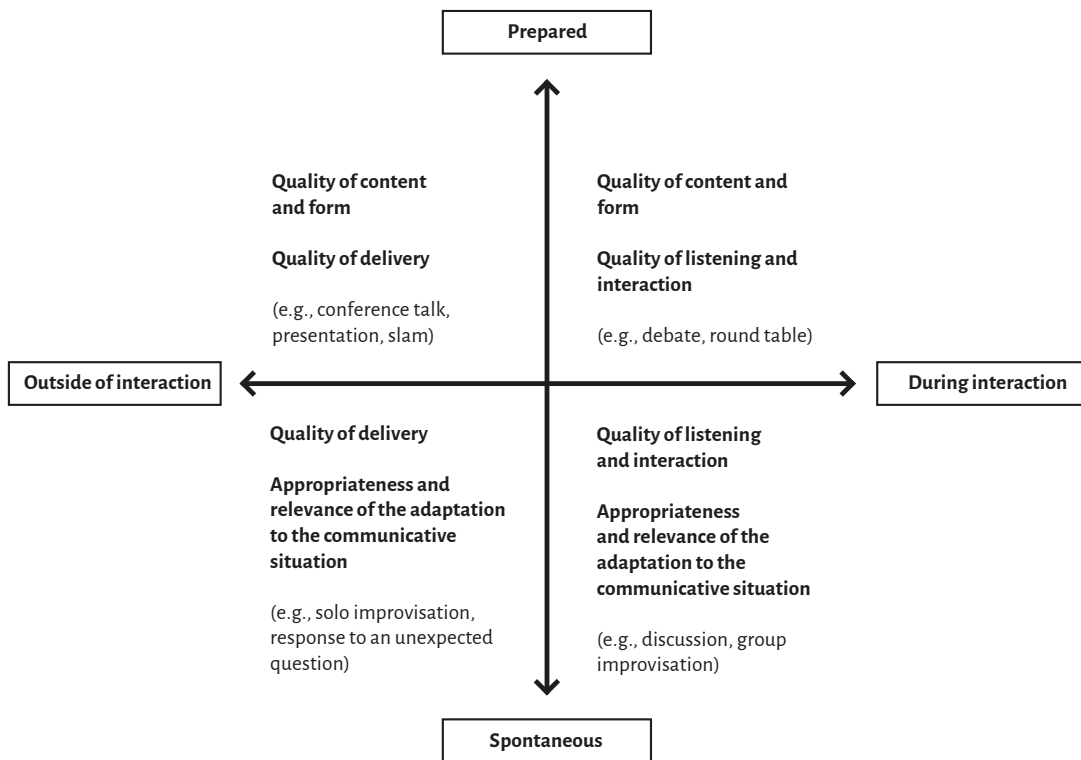 Prepared
Quality of content
and form
Quality of delivery
(e.g., conference talk,
presentation, slam)
Quality of content and
form
Quality of listening and
interaction
(e.g., debate, round table)
Outside of interaction
During interaction
Quality of delivery
Appropriateness and
relevance of the adaptation
to the communicative
situation
(e.g., solo improvisation,
response to an unexpected
question)
Quality of listening
and interaction
Appropriateness
and relevance of the
adaptation to the
communicative situation
(e.g., discussion, group
improvisation)
Spontaneous